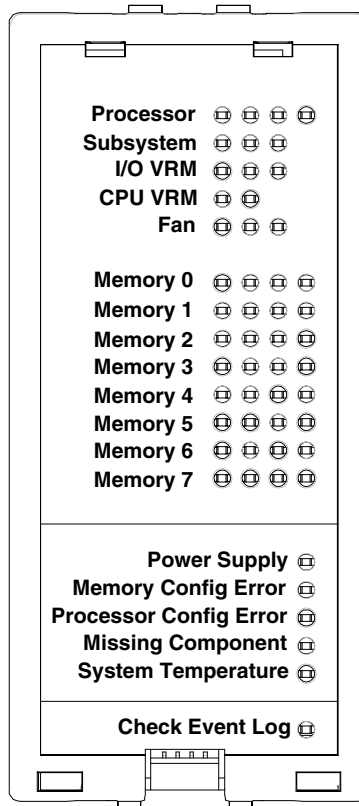 Processor
Subsystem
I/O VRM
CPU VRM
Fan
Memory 0
Memory 1
Memory 2
Memory 3
Memory 4
Memory 5
Memory 6
Memory 7
Power Supply
Memory Config Error
Processor Config Error
Missing Component
System Temperature
Check Event Log